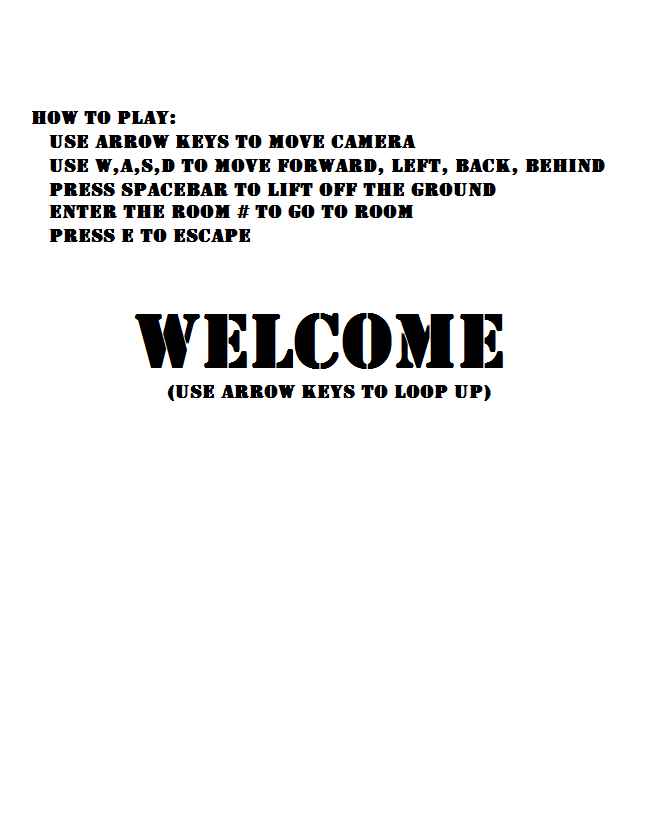 HOW TO PLAY:
USE ARROW KEYS TO MOVE CAMERA
USE W,A,S,D TO MOVE FORWARD, LEFT, BACK, BEHIND
PRESS SPACEBAR TO LIFT OFF THE GROUND
ENTER THE ROOM # TO GO TO ROOM
PRESS E TO ESCAPE
WELCOME
(USE ARROW KEYS TO LOOP UP)